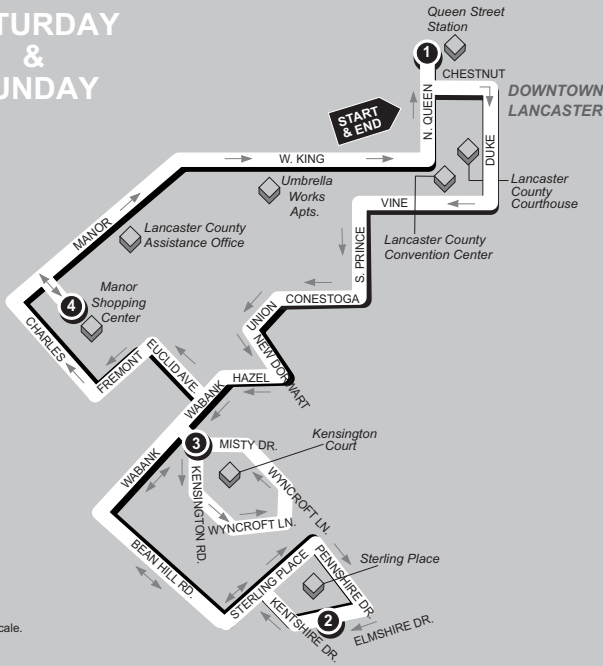 TURDAY
&
UNDAY
Queen Street
Station
1
CHESTNUT
DOWNTOWN
LANCASTER
N. QUEEN
START
& END
DUKE
W. KING
Umbrella
Works
Apts.
Lancaster
County
Courthouse
VINE
Lancaster County
Convention Center
MANOR
Lancaster County
Assistance Office
S. PRINCE
CONESTOGA
UNION
NEW DORWART
4
Manor
Shopping
Center
CHARLES
FREMONT
EUCLID AVE
HAZEL
WABANK
3
MISTY DR.
Kensington
Court
WABANK
KENSINGTON RD.
WYNCROFT LN.
WYNCROFT LN.
BEAN HILL RD.
STERLING PLACE
PENNSHIRE DR.
Sterling Place
2
KENTSHIRE DR.
ELMSHIRE DR.
cale.